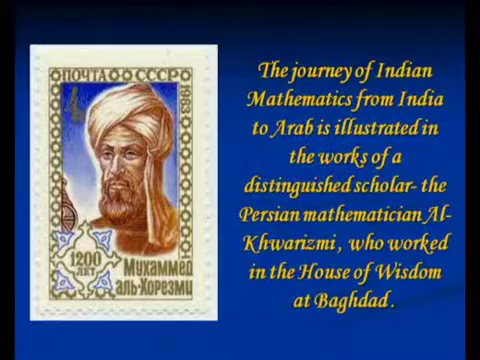 ПОЧТА СССР
1983
4к
1200
ЛЕТ
Мухаммед
аль-Хорезми
The journey of Indian
Mathematics from India
to Arab is illustrated in
the works of a
distinguished scholar- the
Persian mathematician Al-
Khwarizmi , who worked
in the House of Wisdom
at Baghdad .